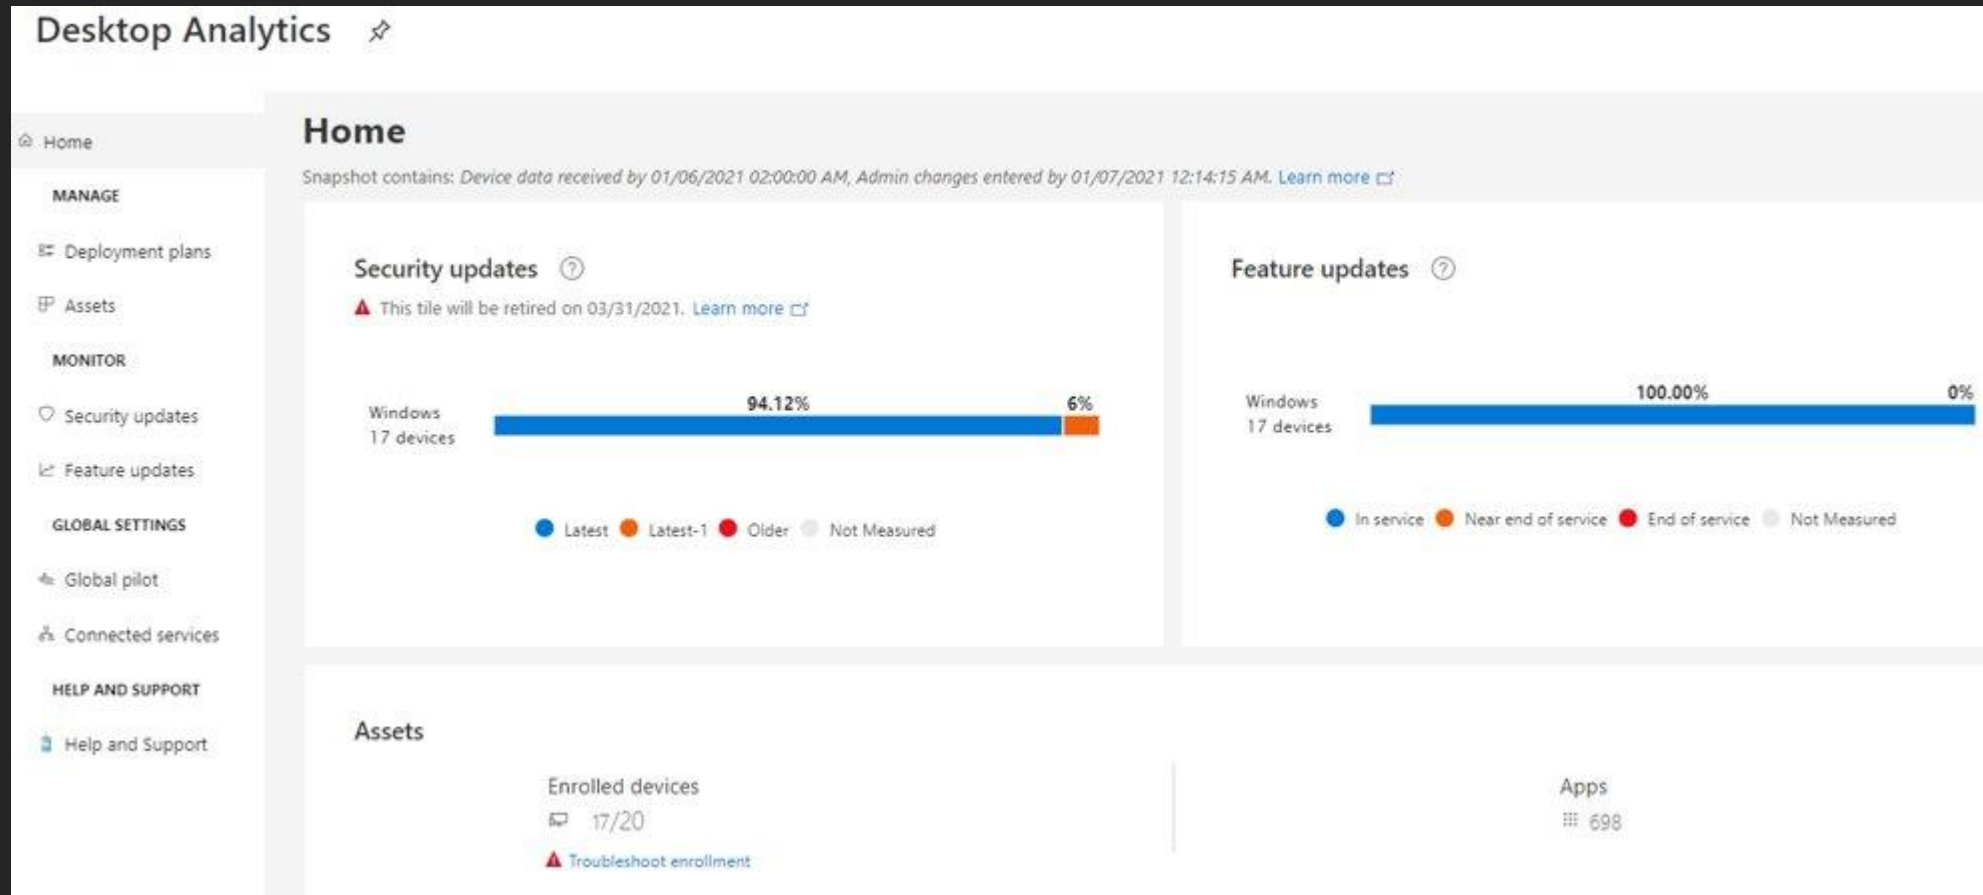 Desktop Analytics
Home
MANAGE
Deployment plans
Assets
MONITOR
Security updates
Feature updates
GLOBAL SETTINGS
Global pilot
Connected services
HELP AND SUPPORT
Help and Support
Home
Snapshot contains: Device data received by 01/06/2021 02:00:00 AM, Admin changes entered by 01/07/2021 12:14:15 AM. Learn more
Security updates ?
This tile will be retired on 03/31/2021. Learn more
94.12% 6%
Windows
17 devices
Latest Latest-1 Older Not Measured
Feature updates ?
100.00% 0%
Windows
17 devices
In service Near end of service End of service Not Measured
Assets
Enrolled devices
17/20
Troubleshoot enrollment
Apps
698